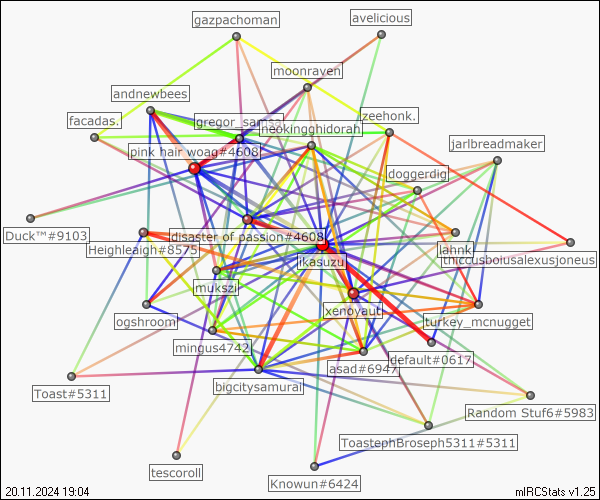 gazpachoman
avelicious
moonraven
andnewbees
facadas.
gregor_samsa
neokingghidorah
zeehonk.
jarlbreadmaker
pink hair woag#4608
doggerdig
Duck™#9103
disaster of passion#4608
Heighleaigh#8575
ikasuzu
lahnk
mukszi
xenoyaut
ogshroom
turkey_mcnugget
mingus4742
default#0617
asad#6947
bigcitysamurai
Toast#5311
Random Stuf6#5983
ToastephBroseph5311#5311
tescoroll
Knowun#6424
20.11.2024 19:04
mIRCStats v1.25